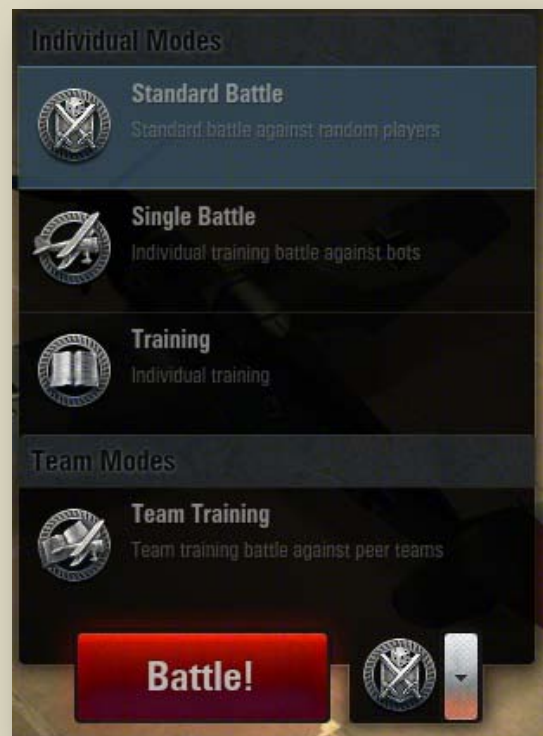 Individual Modes
Standard Battle
Standard battle against random players
Single Battle
Individual training battle against bots
Training
Individual training
Team Modes
Team Training
Team training battle against peer teams
Battle!